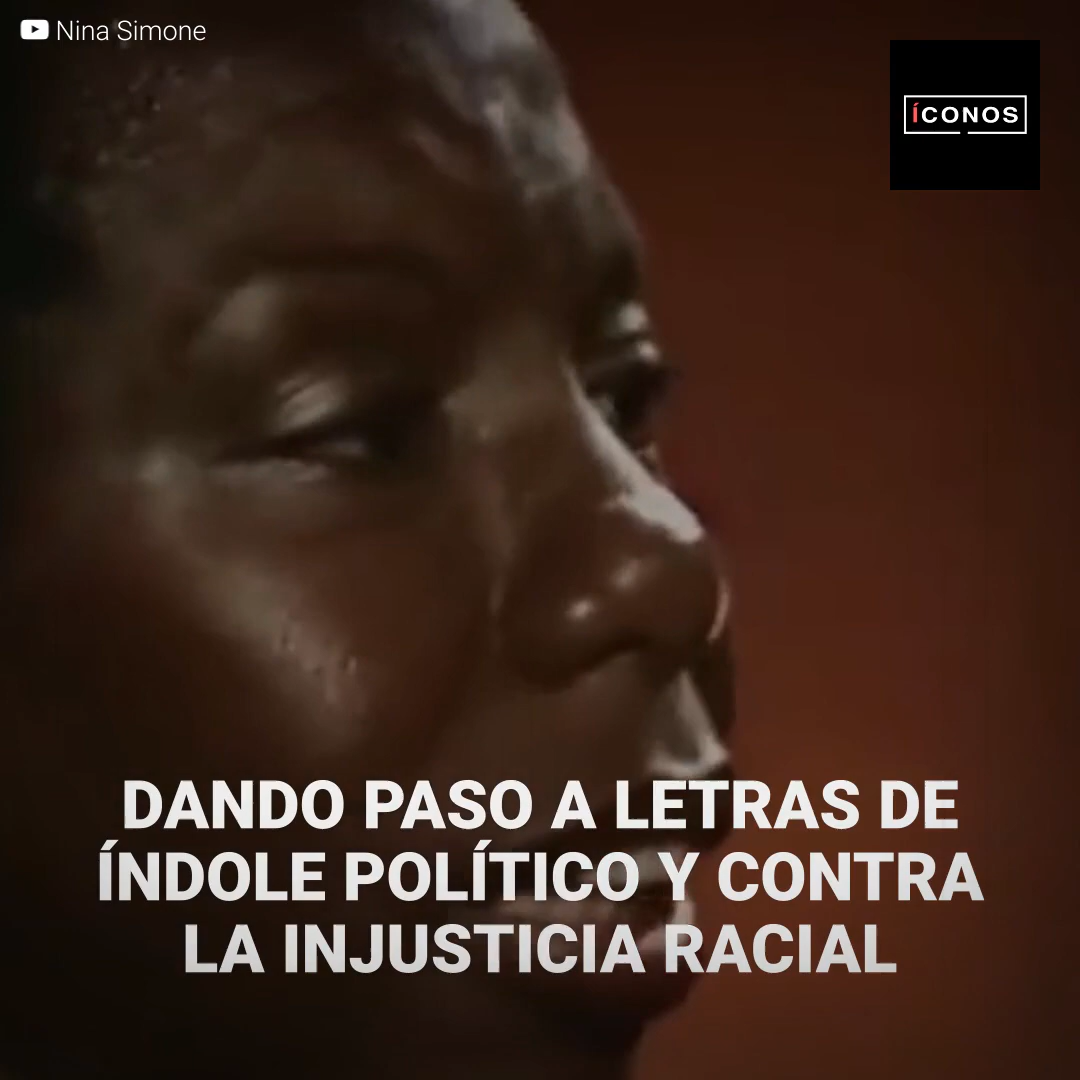 Nina Simone
ÍCONOS
DANDO PASO A LETRAS DE
ÍNDOLE POLÍTICO Y CONTRA
LA INJUSTICIA RACIAL